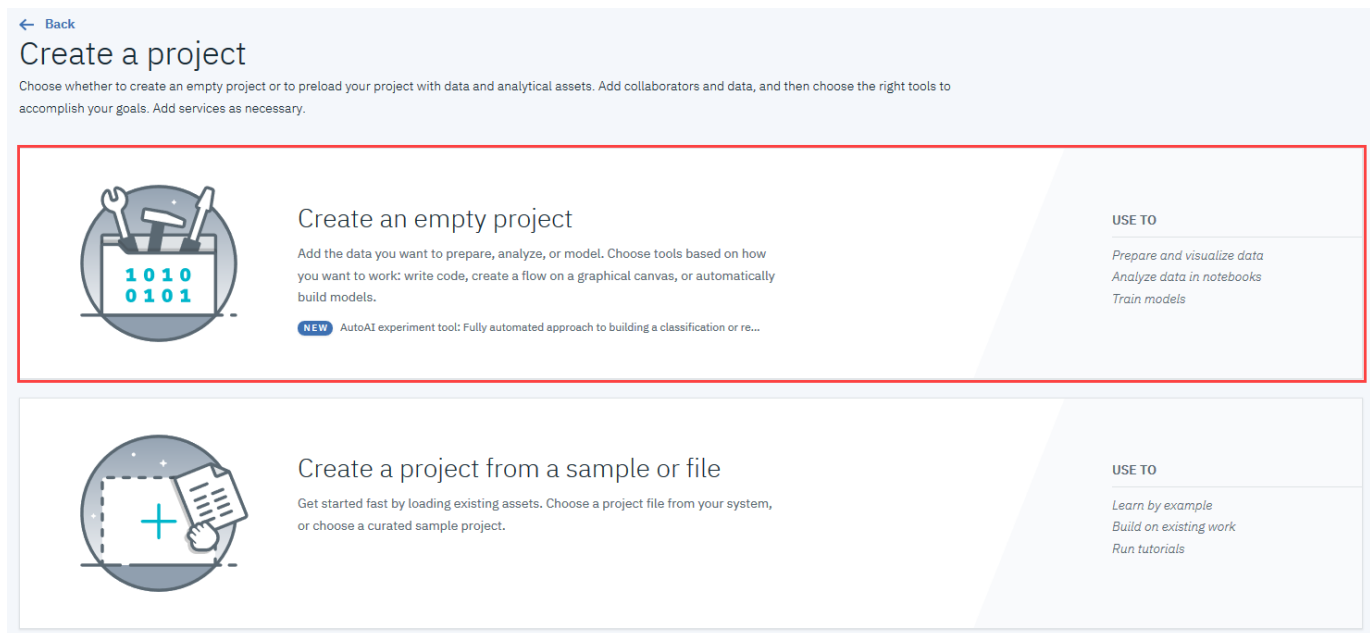 ← Back
Create a project
Choose whether to create an empty project or to preload your project with data and analytical assets. Add collaborators and data, and then choose the right tools to
accomplish your goals. Add services as necessary.
Create an empty project
Add the data you want to prepare, analyze, or model. Choose tools based on how
you want to work: write code, create a flow on a graphical canvas, or automatically
build models.
NEW AutoAI experiment tool: Fully automated approach to building a classification or re...
1010
0101
USE TO
Prepare and visualize data
Analyze data in notebooks
Train models
Create a project from a sample or file
Get started fast by loading existing assets. Choose a project file from your system,
or choose a curated sample project.
USE TO
Learn by example
Build on existing work
Run tutorials